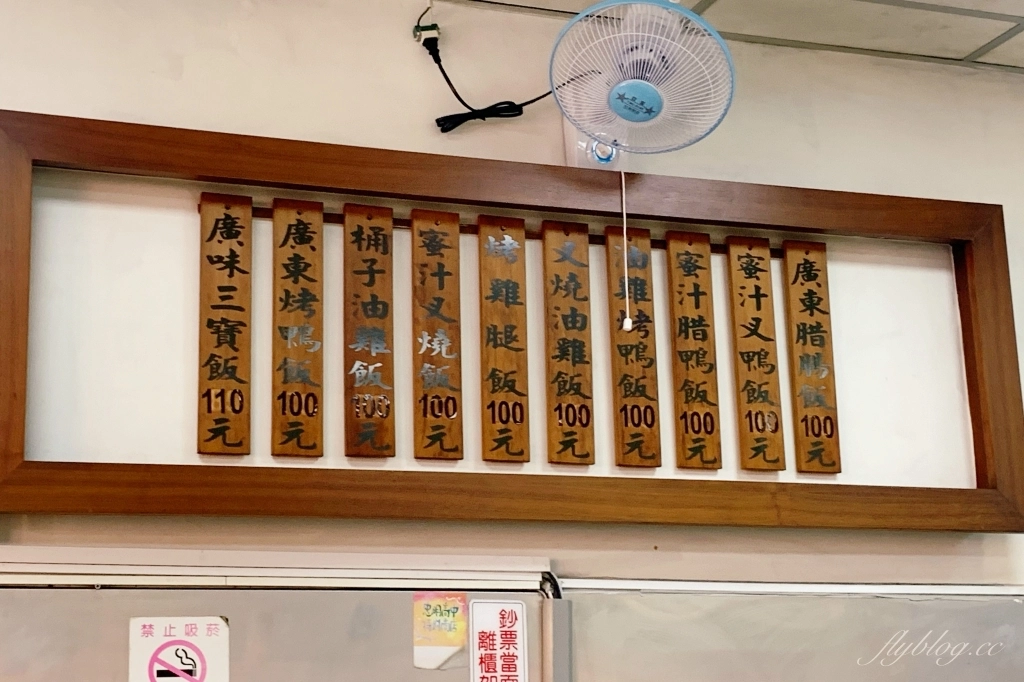 廣味三寶飯110元
廣東烤鴨飯100元
桶子油雞飯100元
蜜汁叉燒飯100元
烤雞腿飯100元
叉燒油雞飯100元
油雞烤鴨飯100元
蜜汁腊鴨飯100元
蜜汁叉鴨飯100元
廣東腊腸飯100元
禁止吸菸
鈔票當面
離櫃
flyblog.cc